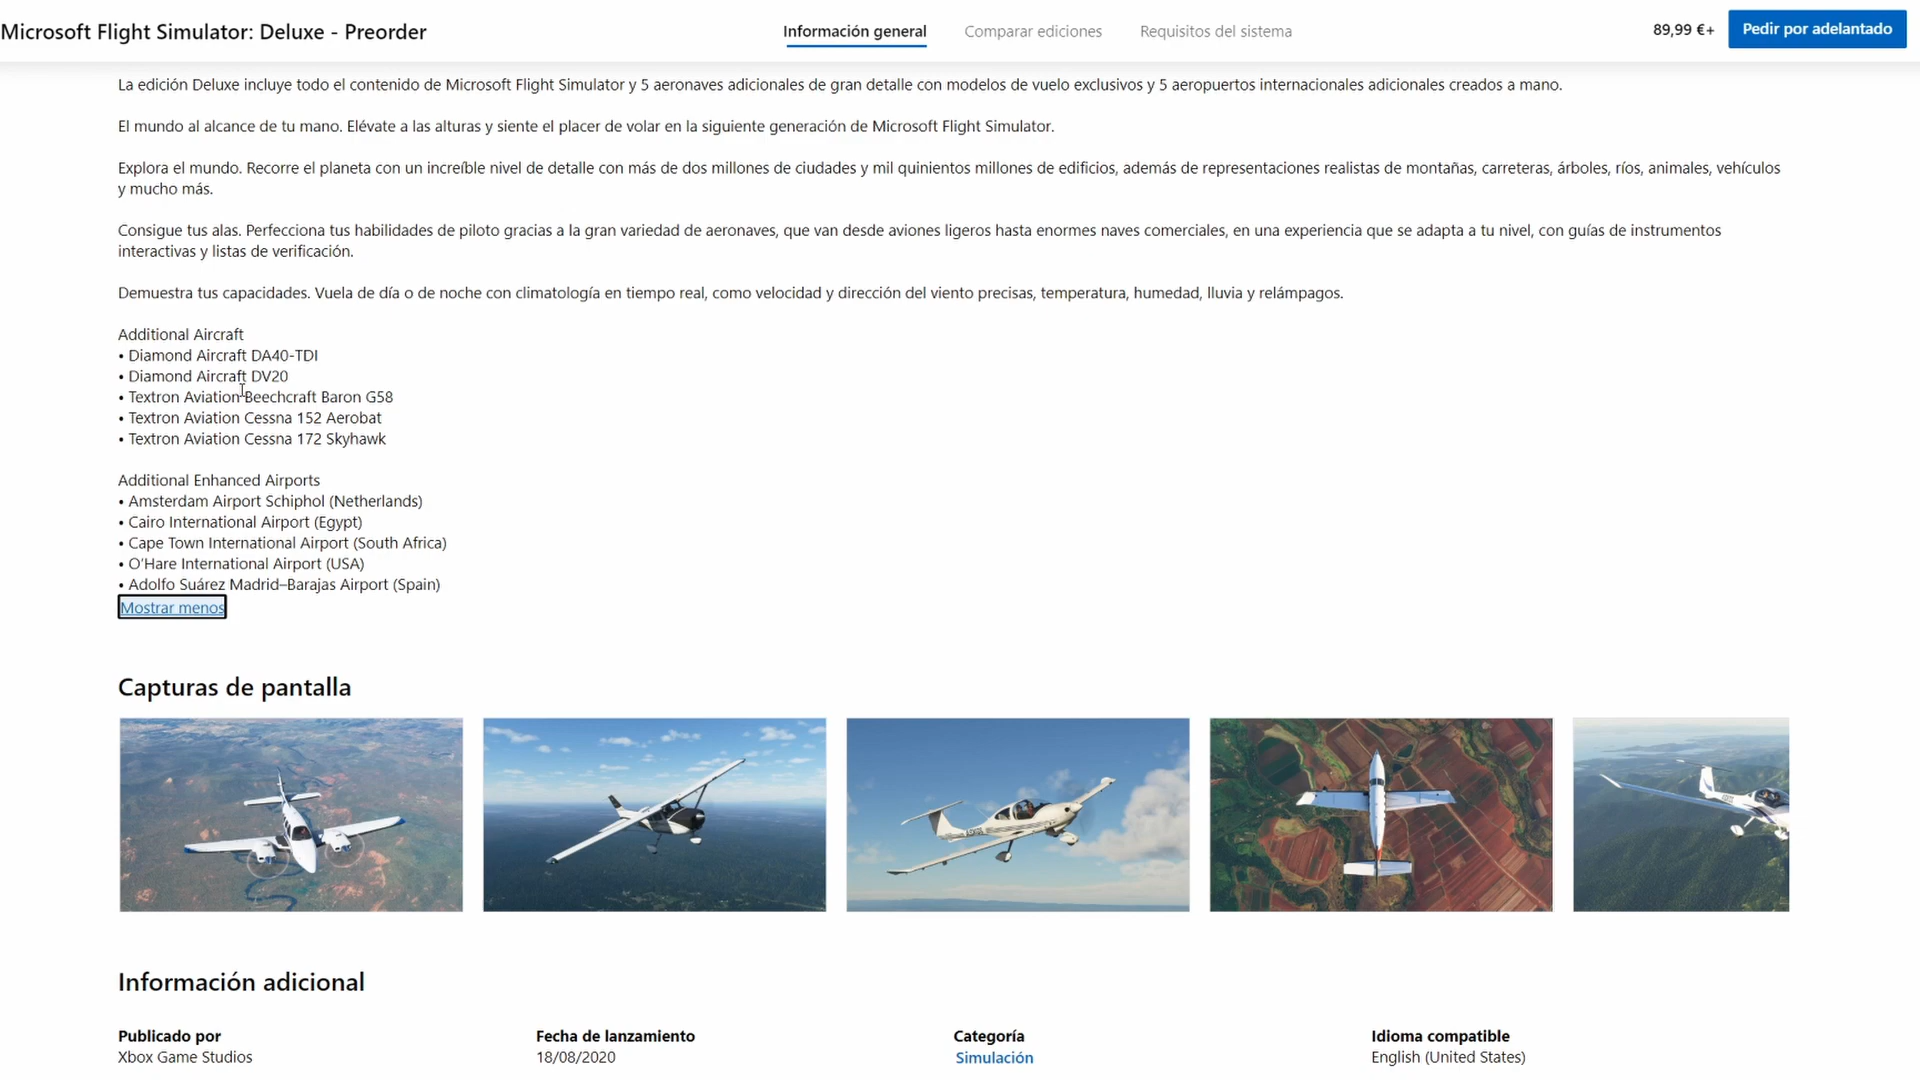 Microsoft Flight Simulator: Deluxe - Preorder
Información general
Comparar ediciones
Requisitos del sistema
89,99 €+
Pedir por adelantado
La edición Deluxe incluye todo el contenido de Microsoft Flight Simulator y 5 aeronaves adicionales de gran detalle con modelos de vuelo exclusivos y 5 aeropuertos internacionales adicionales creados a mano.
El mundo al alcance de tu mano. Elévate a las alturas y siente el placer de volar en la siguiente generación de Microsoft Flight Simulator.
Explora el mundo. Recorre el planeta con un increíble nivel de detalle con más de dos millones de ciudades y mil quinientos millones de edificios, además de representaciones realistas de montañas, carreteras, árboles, ríos, animales, vehículos
y mucho más.
Consigue tus alas. Perfecciona tus habilidades de piloto gracias a la gran variedad de aeronaves, que van desde aviones ligeros hasta enormes naves comerciales, en una experiencia que se adapta a tu nivel, con guías de instrumentos
interactivas y listas de verificación.
Demuestra tus capacidades. Vuela de día o de noche con climatología en tiempo real, como velocidad y dirección del viento precisas, temperatura, humedad, lluvia y relámpagos.
Additional Aircraft
• Diamond Aircraft DA40-TDI
• Diamond Aircraft DV20
• Textron Aviation Beechcraft Baron G58
• Textron Aviation Cessna 152 Aerobat
• Textron Aviation Cessna 172 Skyhawk
Additional Enhanced Airports
• Amsterdam Airport Schiphol (Netherlands)
• Cairo International Airport (Egypt)
• Cape Town International Airport (South Africa)
• O'Hare International Airport (USA)
• Adolfo Suárez Madrid–Barajas Airport (Spain)
Mostrar menos
Capturas de pantalla
Información adicional
Publicado por
Xbox Game Studios
Fecha de lanzamiento
18/08/2020
Categoría
Simulación
Idioma compatible
English (United States)